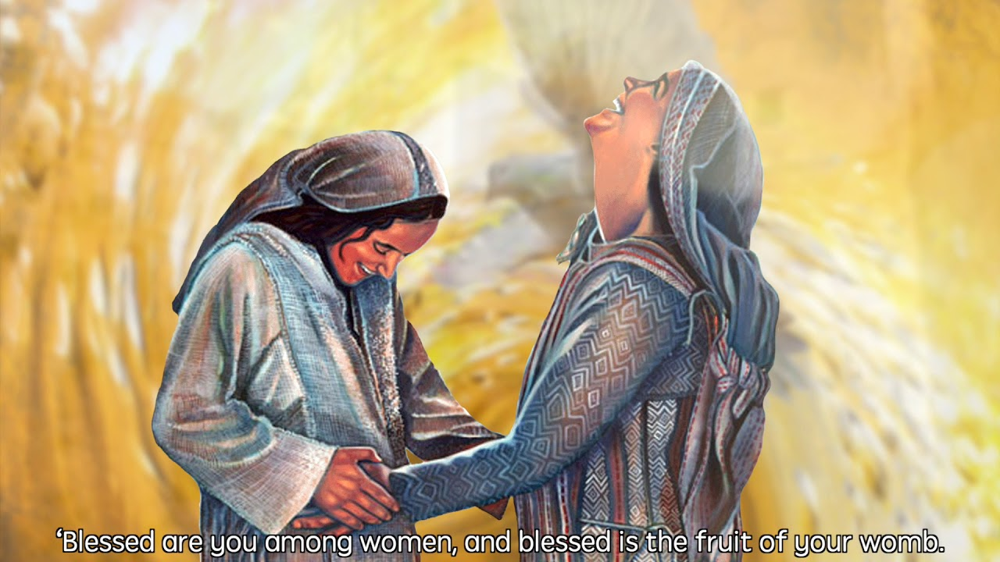 ‘Blessed are you among women, and blessed is the fruit of your womb.